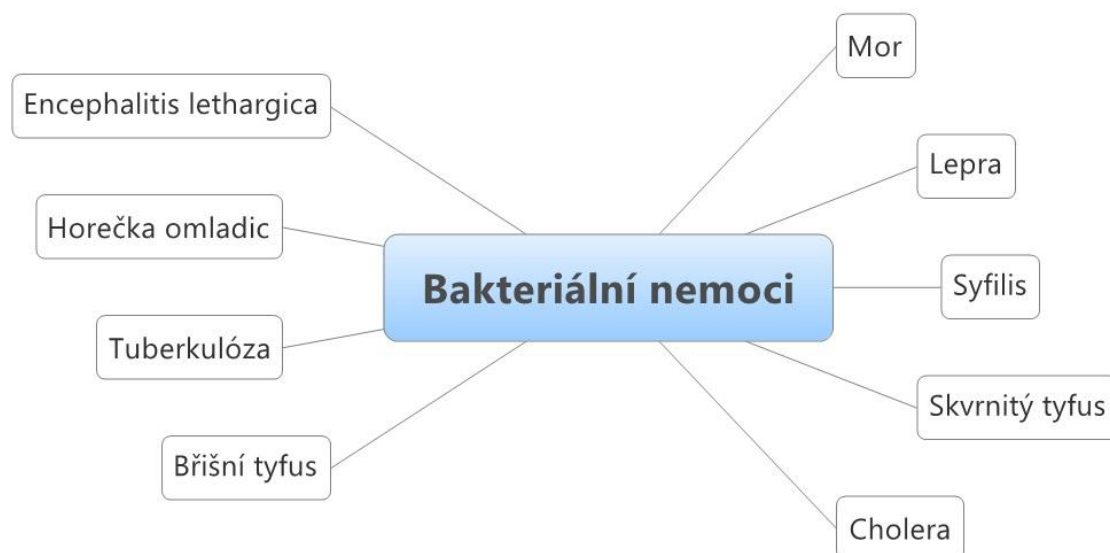 Mor
Encephalitis lethargica
Lepra
Horečka omladic
Bakteriální nemoci
Syfilis
Tuberkulóza
Skvrnitý tyfus
Břišní tyfus
Cholera